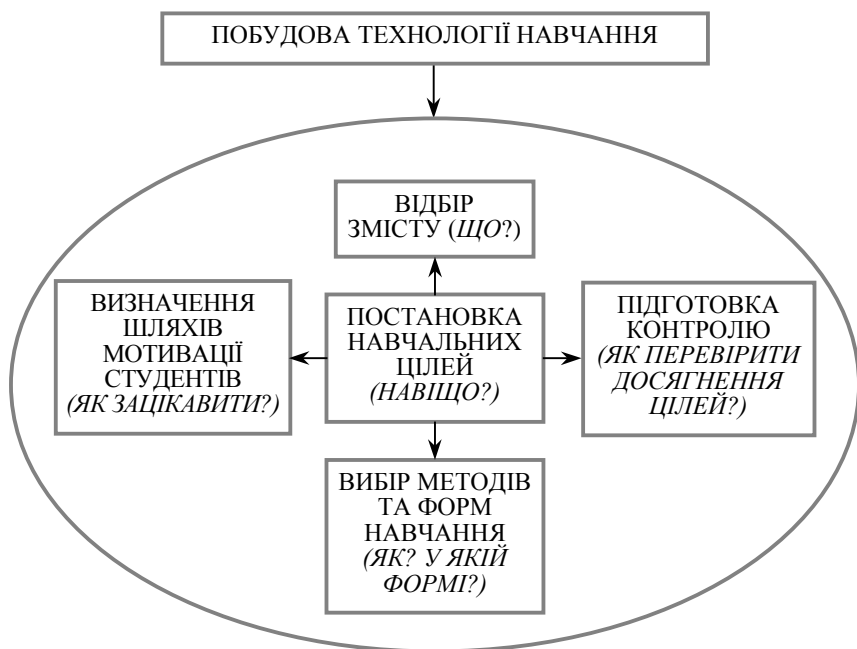 ПОБУДОВА ТЕХНОЛОГІЇ НАВЧАННЯ
ВІДБІР
ЗМІСТУ (ЩО?)
ВИЗНАЧЕННЯ
ШЛЯХІВ
МОТИВАЦІЇ
СТУДЕНТІВ
(ЯК ЗАЦІКАВИТИ?)
ПОСТАНОВКА
НАВЧАЛЬНИХ
ЦІЛЕЙ
(НАВІЩО?)
ПІДГОТОВКА
КОНТРОЛЮ
(ЯК ПЕРЕВІРИТИ
ДОСЯГНЕННЯ
ЦІЛЕЙ?)
ВИБІР МЕТОДІВ
ТА ФОРМ
НАВЧАННЯ
(ЯК? У ЯКІЙ
ФОРМІ?)